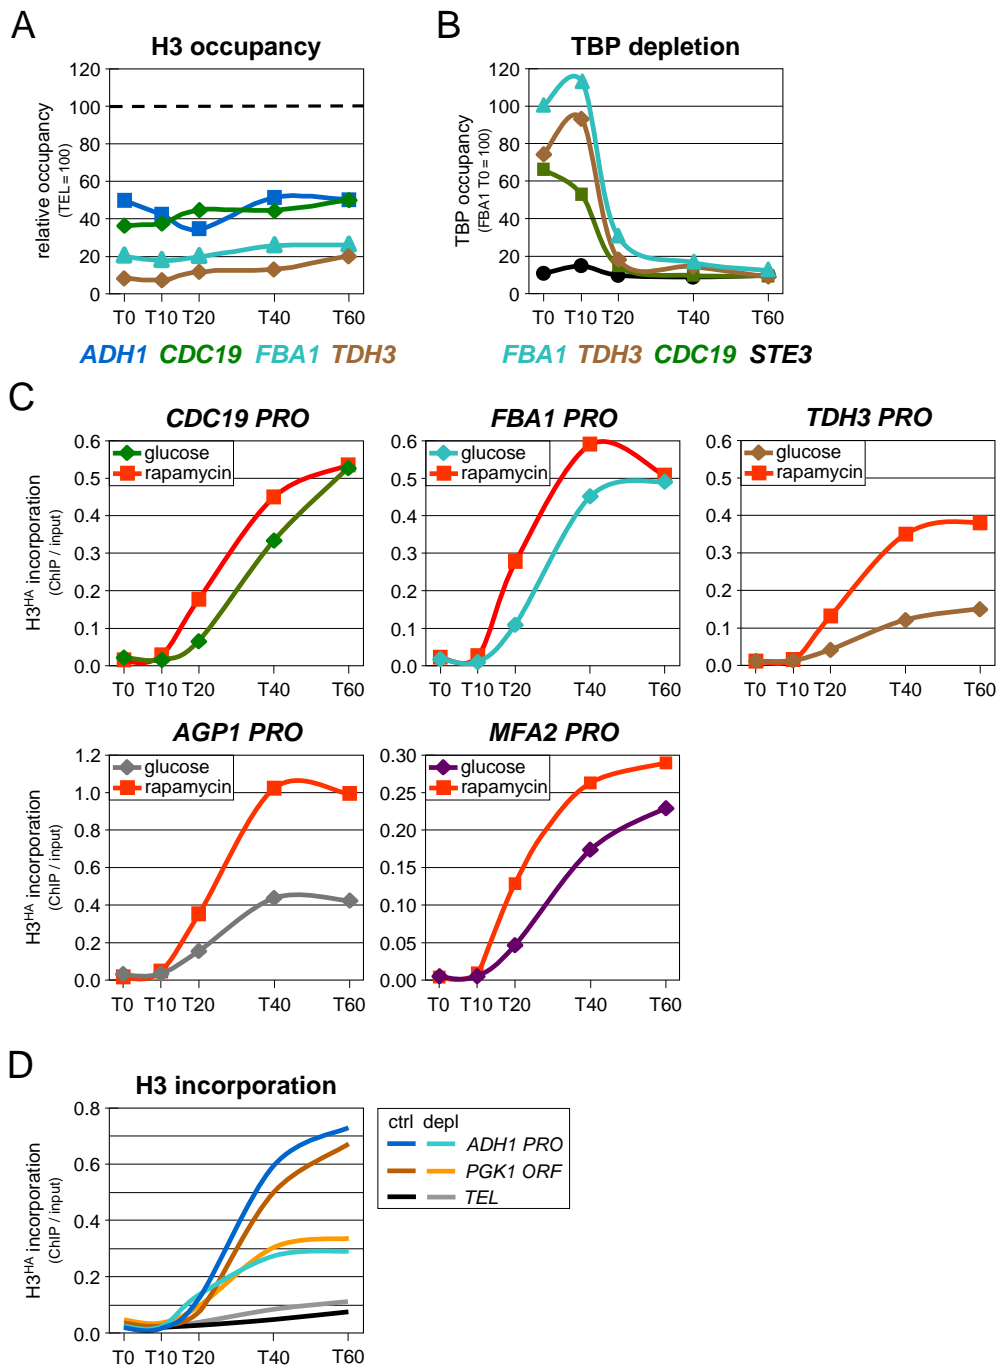 A
H3 occupancy
relative occupancy
(TEL = 100)
120
100
80
60
40
20
0
T0 T10 T20 T40 T60
ADH1 CDC19 FBA1 TDH3
B
TBP depletion
TBP occupancy
(FBA1 T0 = 100)
120
100
80
60
40
20
0
T0 T10 T20 T40 T60
FBA1 TDH3 CDC19 STE3
C
CDC19 PRO
H3HA incorporation
(ChIP / input)
glucose
rapamycin
0.6
0.5
0.4
0.3
0.2
0.1
0.0
T0 T10 T20 T40 T60
FBA1 PRO
glucose
rapamycin
0.6
0.5
0.4
0.3
0.2
0.1
0.0
T0 T10 T20 T40 T60
TDH3 PRO
glucose
rapamycin
0.6
0.5
0.4
0.3
0.2
0.1
0.0
T0 T10 T20 T40 T60
AGP1 PRO
H3HA incorporation
(ChIP / input)
glucose
rapamycin
1.2
1.0
0.8
0.6
0.4
0.2
0.0
T0 T10 T20 T40 T60
MFA2 PRO
glucose
rapamycin
0.30
0.25
0.20
0.15
0.10
0.05
0.00
T0 T10 T20 T40 T60
D
H3 incorporation
H3HA incorporation
(ChIP / input)
0.8
0.6
0.4
0.2
0.0
T0 T10 T20 T40 T60
ctrl depl
ADH1 PRO
PGK1 ORF
TEL